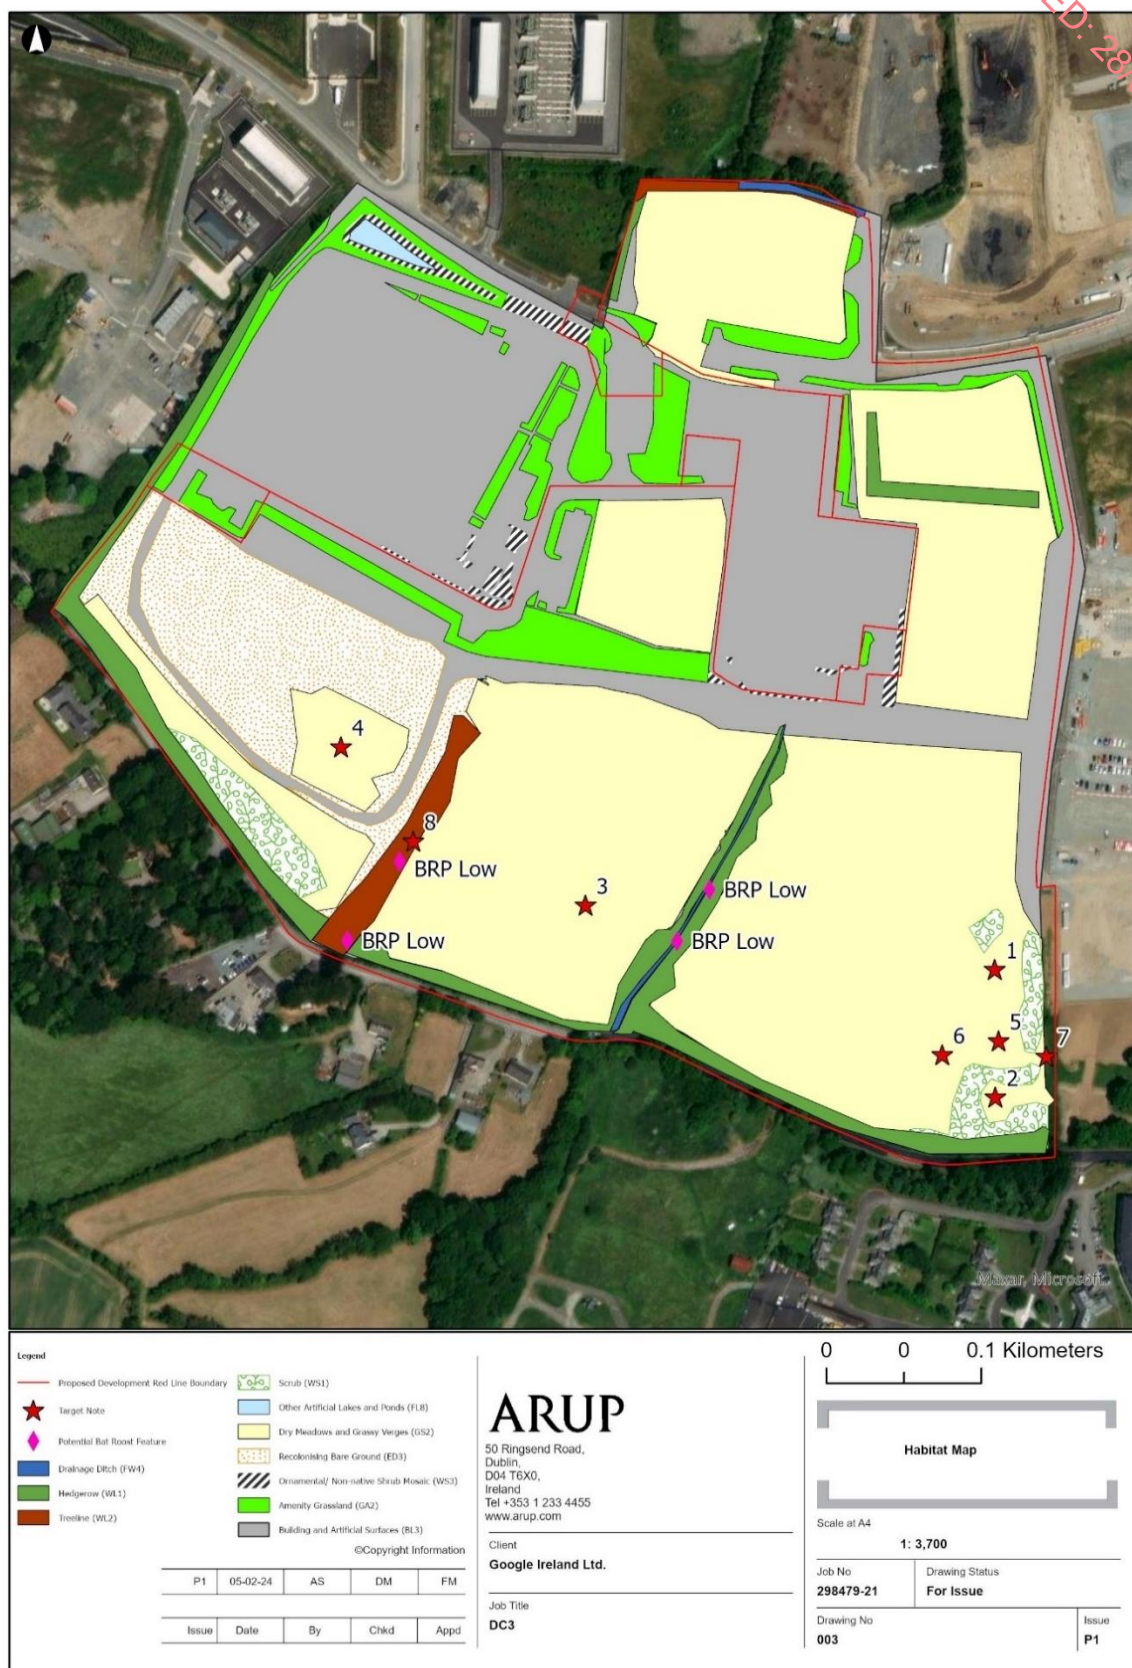 ED: 28/
4
8
BRP Low
3
BRP Low
BRP Low
BRP Low
1
5
6
7
2
Maxar, Microsoft
Legend
Proposed Development Red Line Boundary
Target Note
Potential Bat Roost Feature
Drainage Ditch (FW4)
Hedgerow (WL1)
Treeline (WL2)
Scrub (WS1)
Other Artificial Lakes and Ponds (FL8)
Dry Meadows and Grassy Verges (GS2)
Recolonising Bare Ground (ED3)
Ornamental/ Non-native Shrub Mosaic (WS3)
Amenity Grassland (GA2)
Building and Artificial Surfaces (BL3)
©Copyright Information
P1 05-02-24 AS DM FM
Issue Date By Chkd Appd
ARUP
50 Ringsend Road,
Dublin,
D04 T6X0,
Ireland
Tel +353 1 233 4455
www.arup.com
Client
Google Ireland Ltd.
Job Title
DC3
0 0 0.1 Kilometers
Habitat Map
Scale at A4
1: 3,700
Job No
298479-21
Drawing Status
For Issue
Drawing No
003
Issue
P1